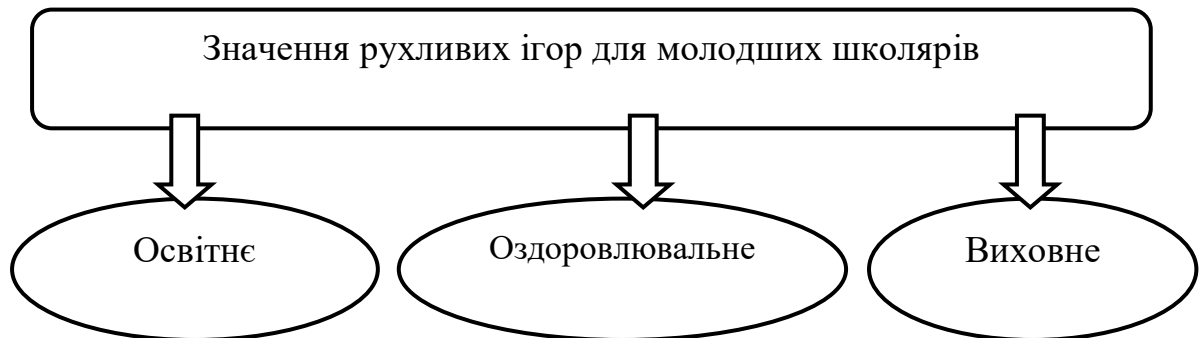 Значення рухливих ігор для молодших школярів
Освітнє
Оздоровлювальне
Виховне